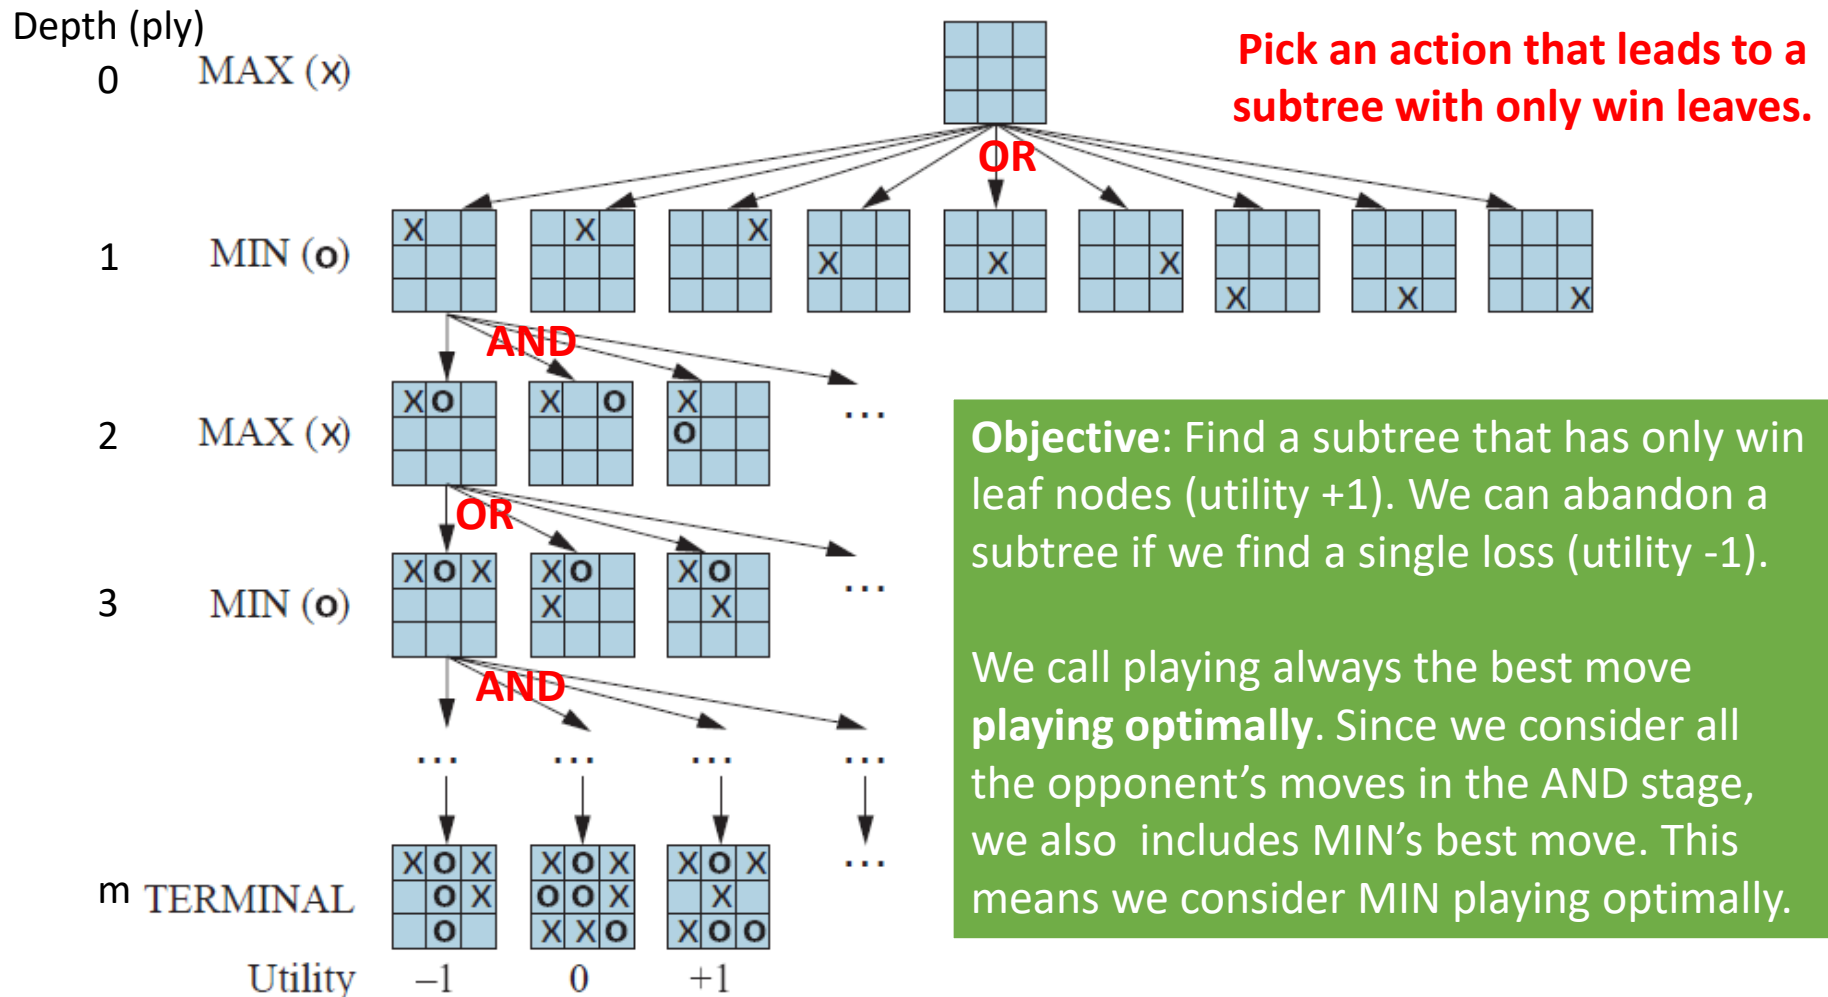 Depth (ply)
0 MAX (x)
Pick an action that leads to a
subtree with only win leaves.
OR
1 MIN (o)
X X X X X X X X X
AND
2 MAX (x)
X O X O X ...
O
OR
3 MIN (o)
X O X X O X O ...
X X
AND
... ... ... ...
m TERMINAL
X O X X O X X O X ...
O X O O X X
O X X O X O O
Utility –1 0 +1
Objective: Find a subtree that has only win
leaf nodes (utility +1). We can abandon a
subtree if we find a single loss (utility -1).
We call playing always the best move
playing optimally. Since we consider all
the opponent’s moves in the AND stage,
we also includes MIN’s best move. This
means we consider MIN playing optimally.